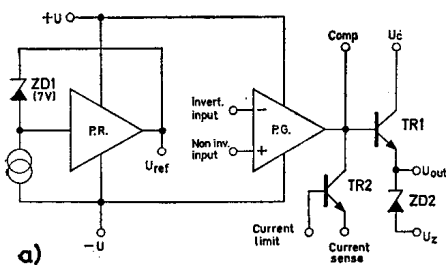 +U
Comp
Uc
ZD1
(7V)
P.R.
Uref
Invert.
input
Non inv.
input
P.G.
TR1
TR2
Uout
ZD2
Uz
Current
limit
Current
sense
-U
a)